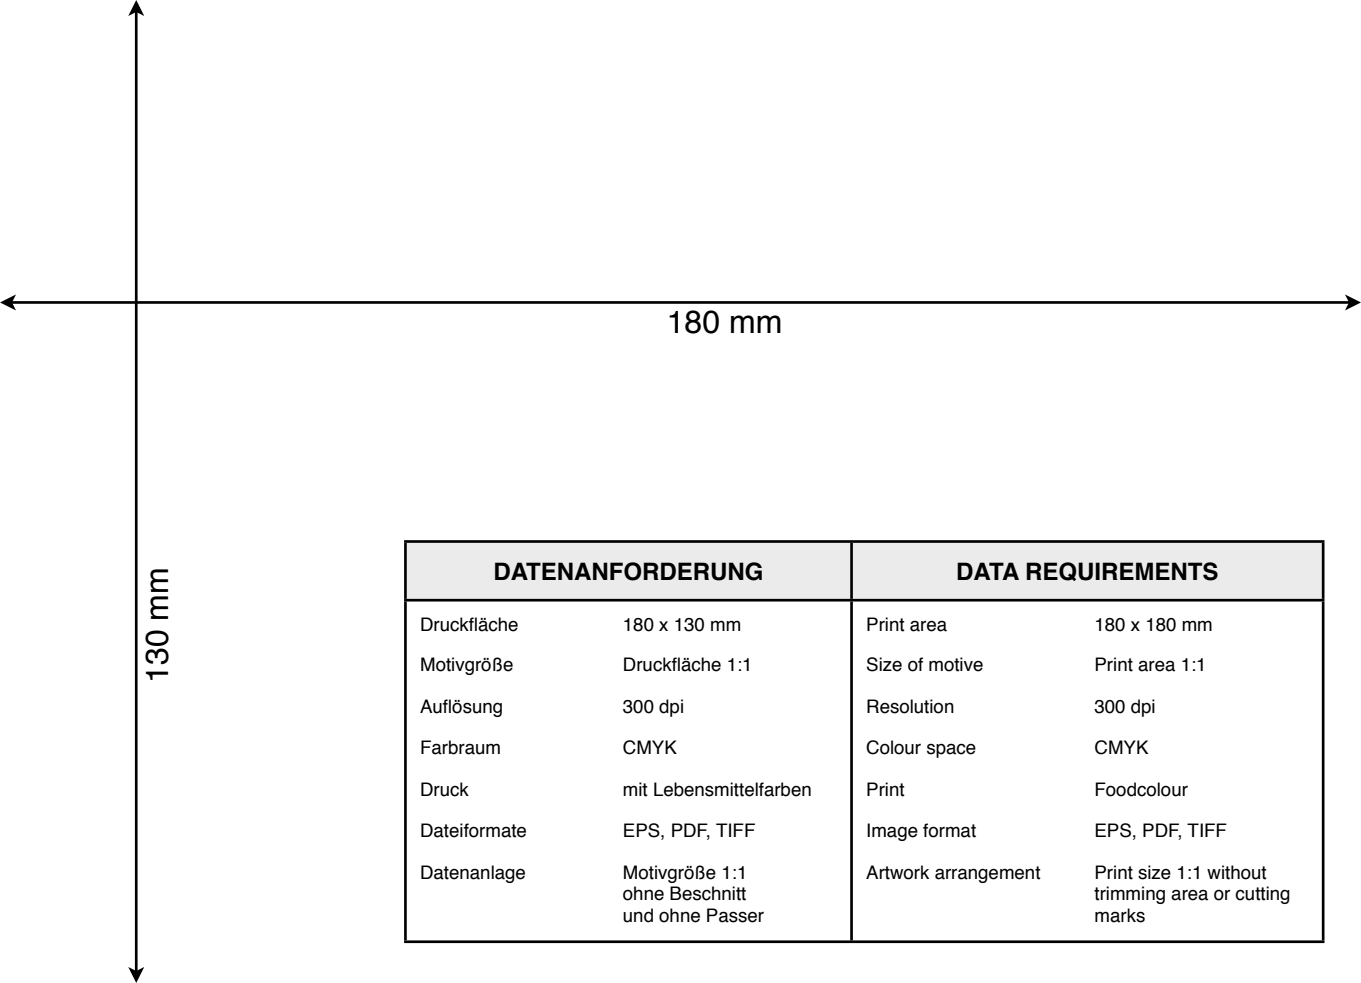 180 mm
130 mm
DATENANFORDERUNG DATA REQUIREMENTS
Druckfläche 180 x 130 mm Print area 180 x 180 mm
Motivgröße Druckfläche 1:1 Size of motive Print area 1:1
Auflösung 300 dpi Resolution 300 dpi
Farbraum CMYK Colour space CMYK
Druck mit Lebensmittelfarben Print Foodcolour
Dateiformate EPS, PDF, TIFF Image format EPS, PDF, TIFF
Datenanlage Motivgröße 1:1 Artwork arrangement Print size 1:1 without
ohne Beschnitt trimming area or cutting
und ohne Passer marks